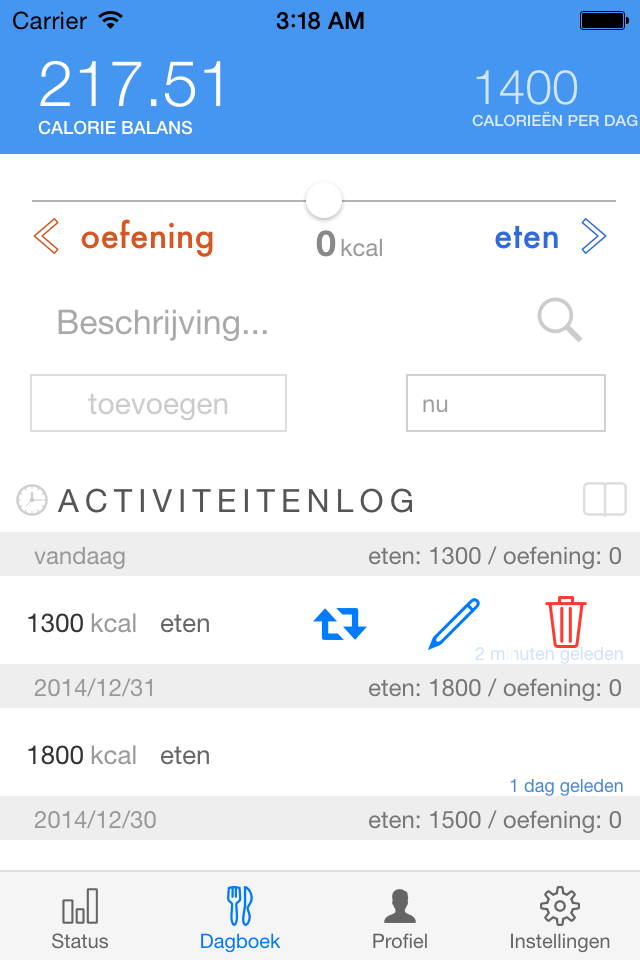 Carrier 3:18 AM
217.51 1400
CALORIE BALANS CALORIEËN PER DAG
oefening 0 kcal eten
Beschrijving...
toevoegen nu
ACTIVITEITENLOG
vandaag eten: 1300 / oefening: 0
1300 kcal eten
2 minuten geleden
2014/12/31 eten: 1800 / oefening: 0
1800 kcal eten
1 dag geleden
2014/12/30 eten: 1500 / oefening: 0
Status Dagboek Profiel Instellingen